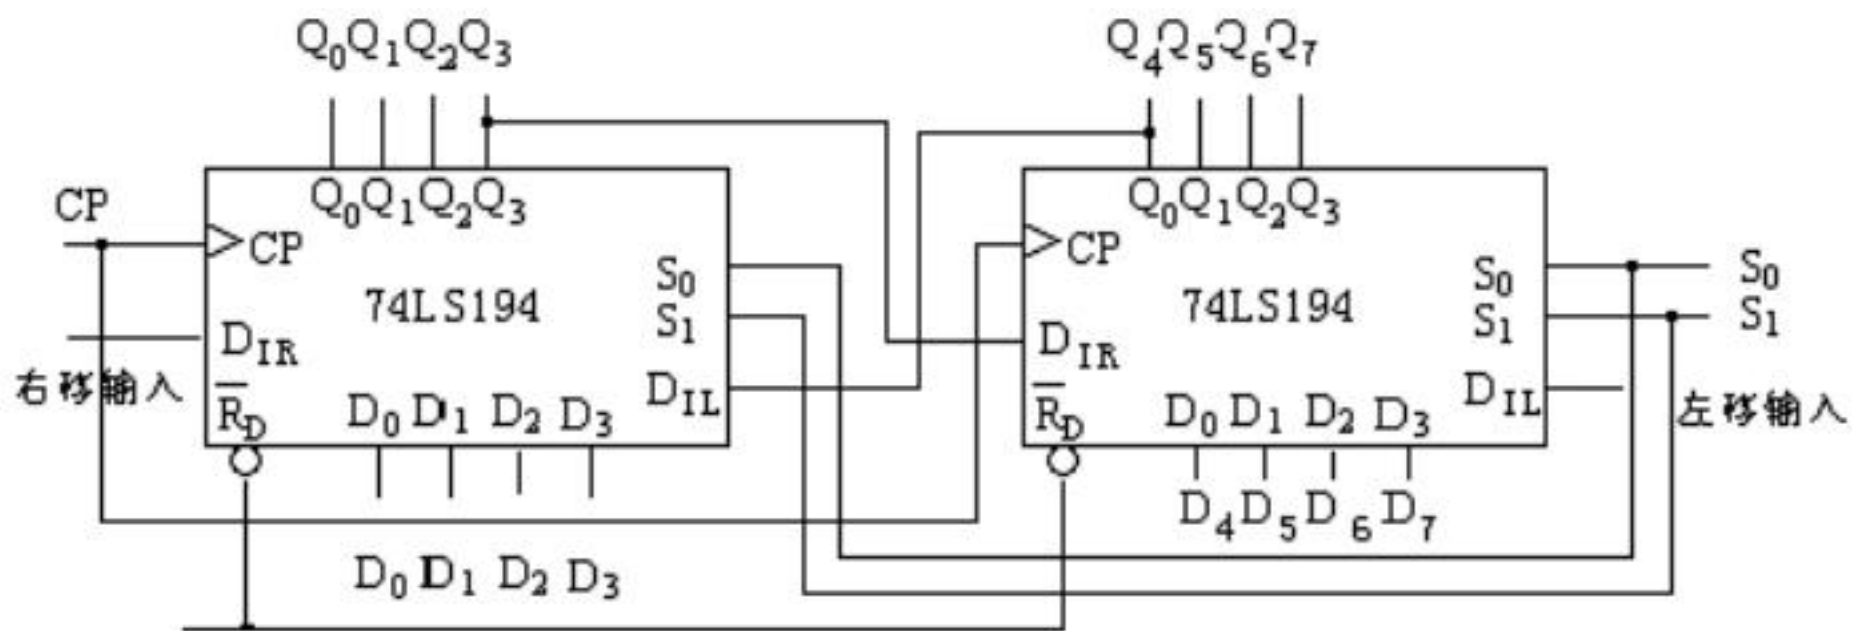 Q0Q1Q2Q3 Q4Q5Q6Q7
Q0Q1Q2Q3 Q0Q1Q2Q3
CP CP CP
S0 S0 S0
74LS194 74LS194
S1 S1 S1
DIR DIR
右移输入 DIL DIL 左移输入
R̅D D0 D1 D2 D3 R̅D D0 D1 D2 D3
D4 D5 D6 D7
D0 D1 D2 D3